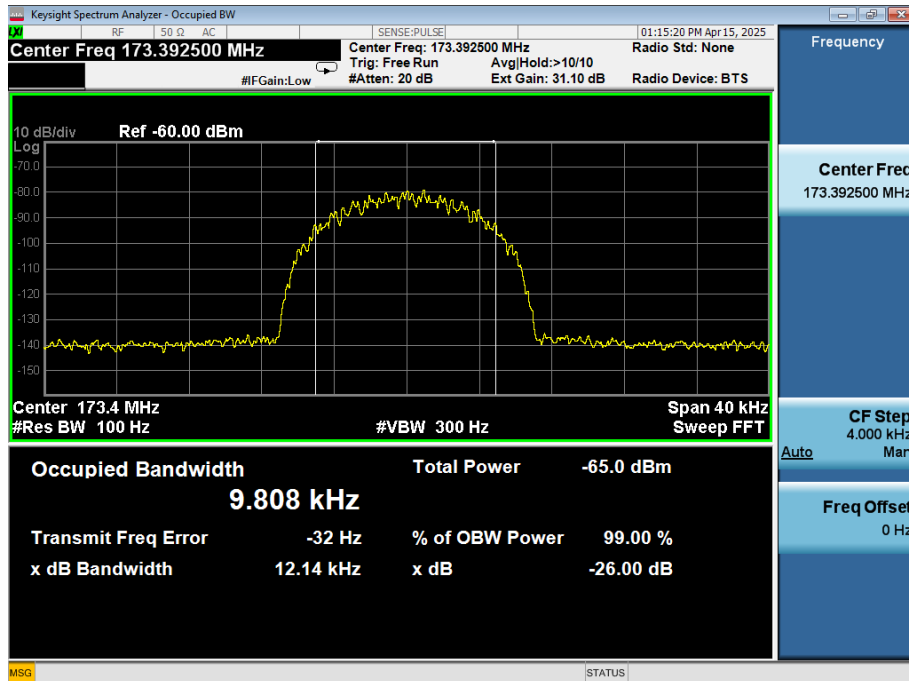 Keysight Spectrum Analyzer - Occupied BW
LXI RF 50 Ω AC SENSE:PULSE 01:15:20 PM Apr 15, 2025
Center Freq 173.392500 MHz
Center Freq: 173.392500 MHz Radio Std: None
Trig: Free Run Avg|Hold:>10/10
#IFGain:Low #Atten: 20 dB Ext Gain: 31.10 dB Radio Device: BTS
10 dB/div Ref -60.00 dBm
Log
-70.0
-80.0
-90.0
-100
-110
-120
-130
-140
-150
Center 173.4 MHz Span 40 kHz
#Res BW 100 Hz #VBW 300 Hz Sweep FFT
Occupied Bandwidth Total Power -65.0 dBm
9.808 kHz
Transmit Freq Error -32 Hz % of OBW Power 99.00 %
x dB Bandwidth 12.14 kHz x dB -26.00 dB
Frequency
Center Freq
173.392500 MHz
CF Step
4.000 kHz
Auto Man
Freq Offset
0 Hz
MSG STATUS